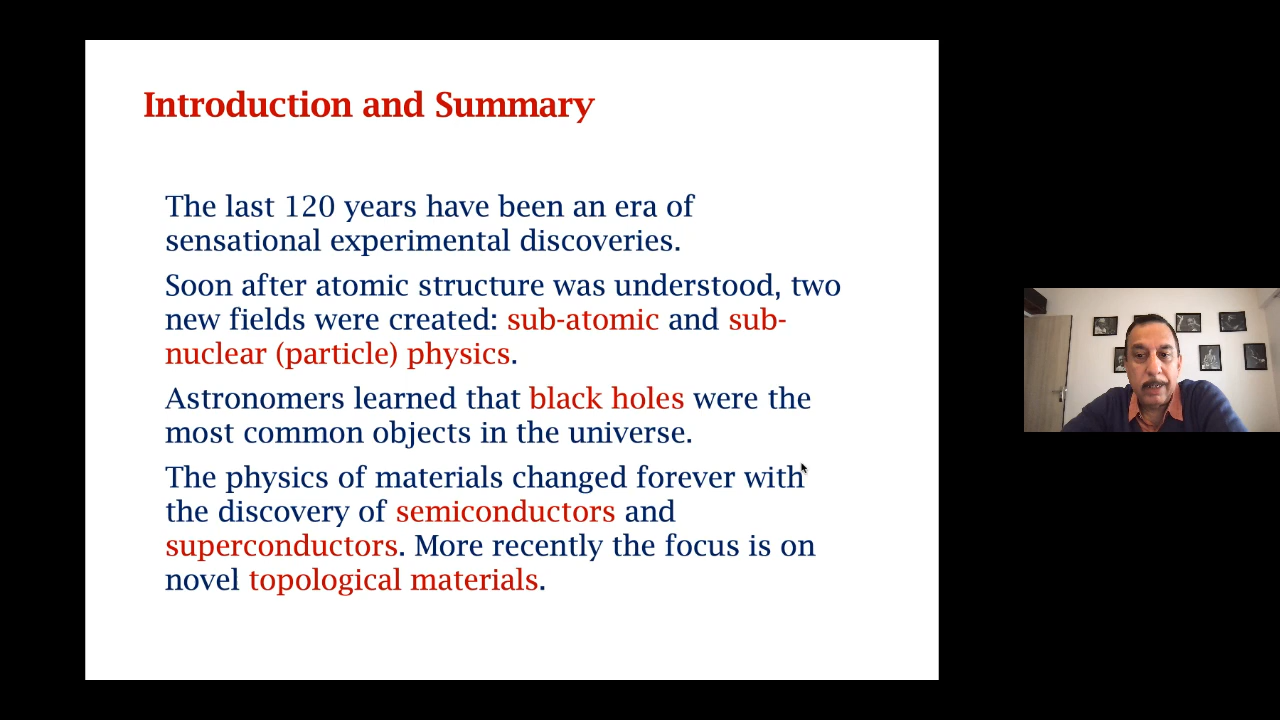 Introduction and Summary
The last 120 years have been an era of
sensational experimental discoveries.
Soon after atomic structure was understood, two
new fields were created: sub-atomic and sub-
nuclear (particle) physics.
Astronomers learned that black holes were the
most common objects in the universe.
The physics of materials changed forever with
the discovery of semiconductors and
superconductors. More recently the focus is on
novel topological materials.